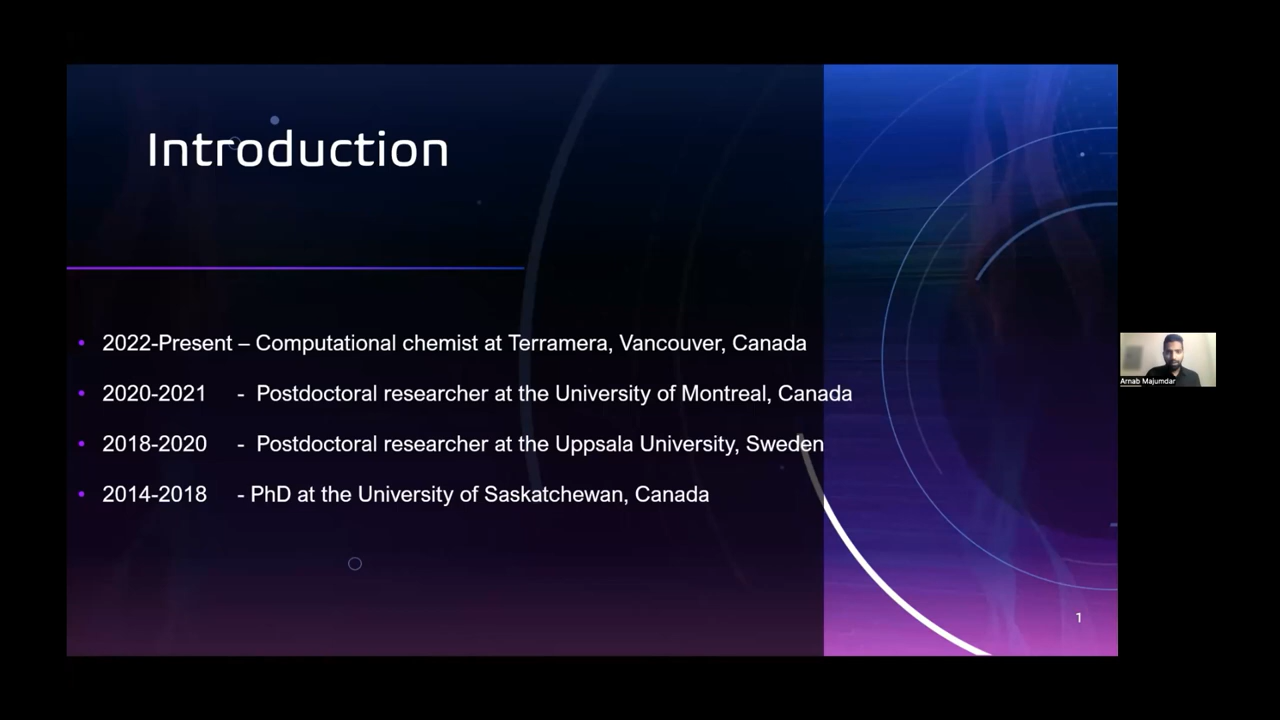 Introduction
• 2022-Present – Computational chemist at Terramera, Vancouver, Canada
• 2020-2021 - Postdoctoral researcher at the University of Montreal, Canada
• 2018-2020 - Postdoctoral researcher at the Uppsala University, Sweden
• 2014-2018 - PhD at the University of Saskatchewan, Canada
Arnab Majumdar
1